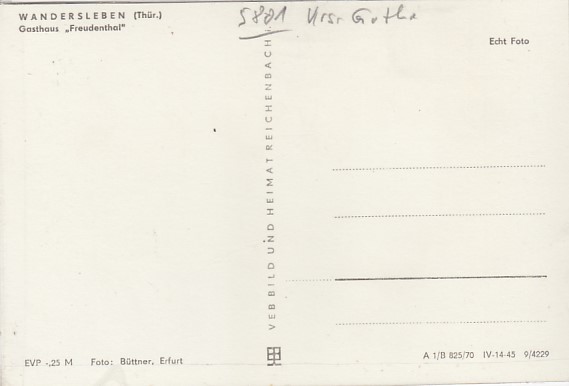 WANDERSLEBEN (Thür.)
Gasthaus „Freudenthal"
5801 Krsr Gotha
Echt Foto
VEB BILD UND HEIMAT REICHENBACH
EVP -,25 M Foto: Büttner, Erfurt
A 1/B 825/70 IV-14-45 9/4229